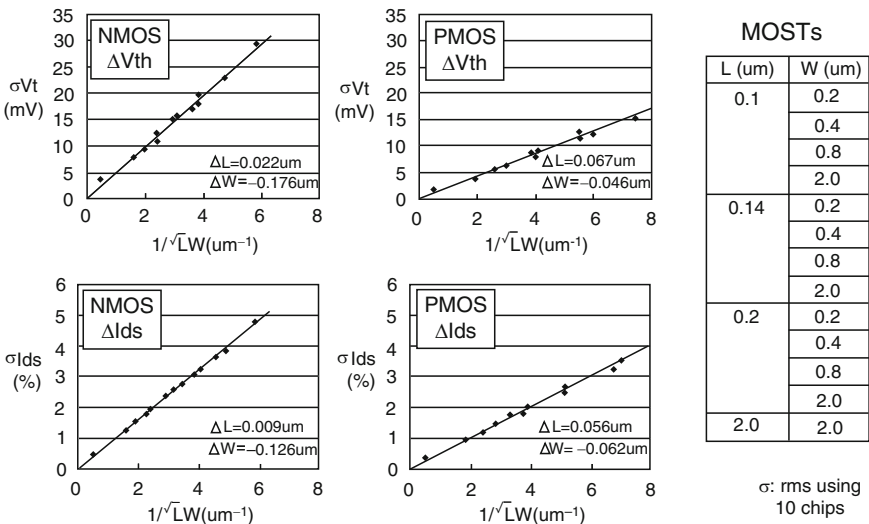 NMOS
ΔVth
σVt
(mV)
35
30
25
20
15
10
5
0
ΔL=0.022um
ΔW=−0.176um
0 2 4 6 8
1/√LW(um⁻¹)
PMOS
ΔVth
σVt
(mV)
35
30
25
20
15
10
5
0
ΔL=0.067um
ΔW=−0.046um
0 2 4 6 8
1/√LW(um⁻¹)
NMOS
ΔIds
σIds
(%)
6
5
4
3
2
1
0
ΔL=0.009um
ΔW=−0.126um
0 2 4 6 8
1/√LW(um⁻¹)
PMOS
ΔIds
σIds
(%)
6
5
4
3
2
1
0
ΔL=0.056um
ΔW=−0.062um
0 2 4 6 8
1/√LW(um⁻¹)
MOSTs
L (um) W (um)
0.1 0.2
0.4
0.8
2.0
0.14 0.2
0.4
0.8
2.0
0.2 0.2
0.4
0.8
2.0
2.0 2.0
σ: rms using
10 chips